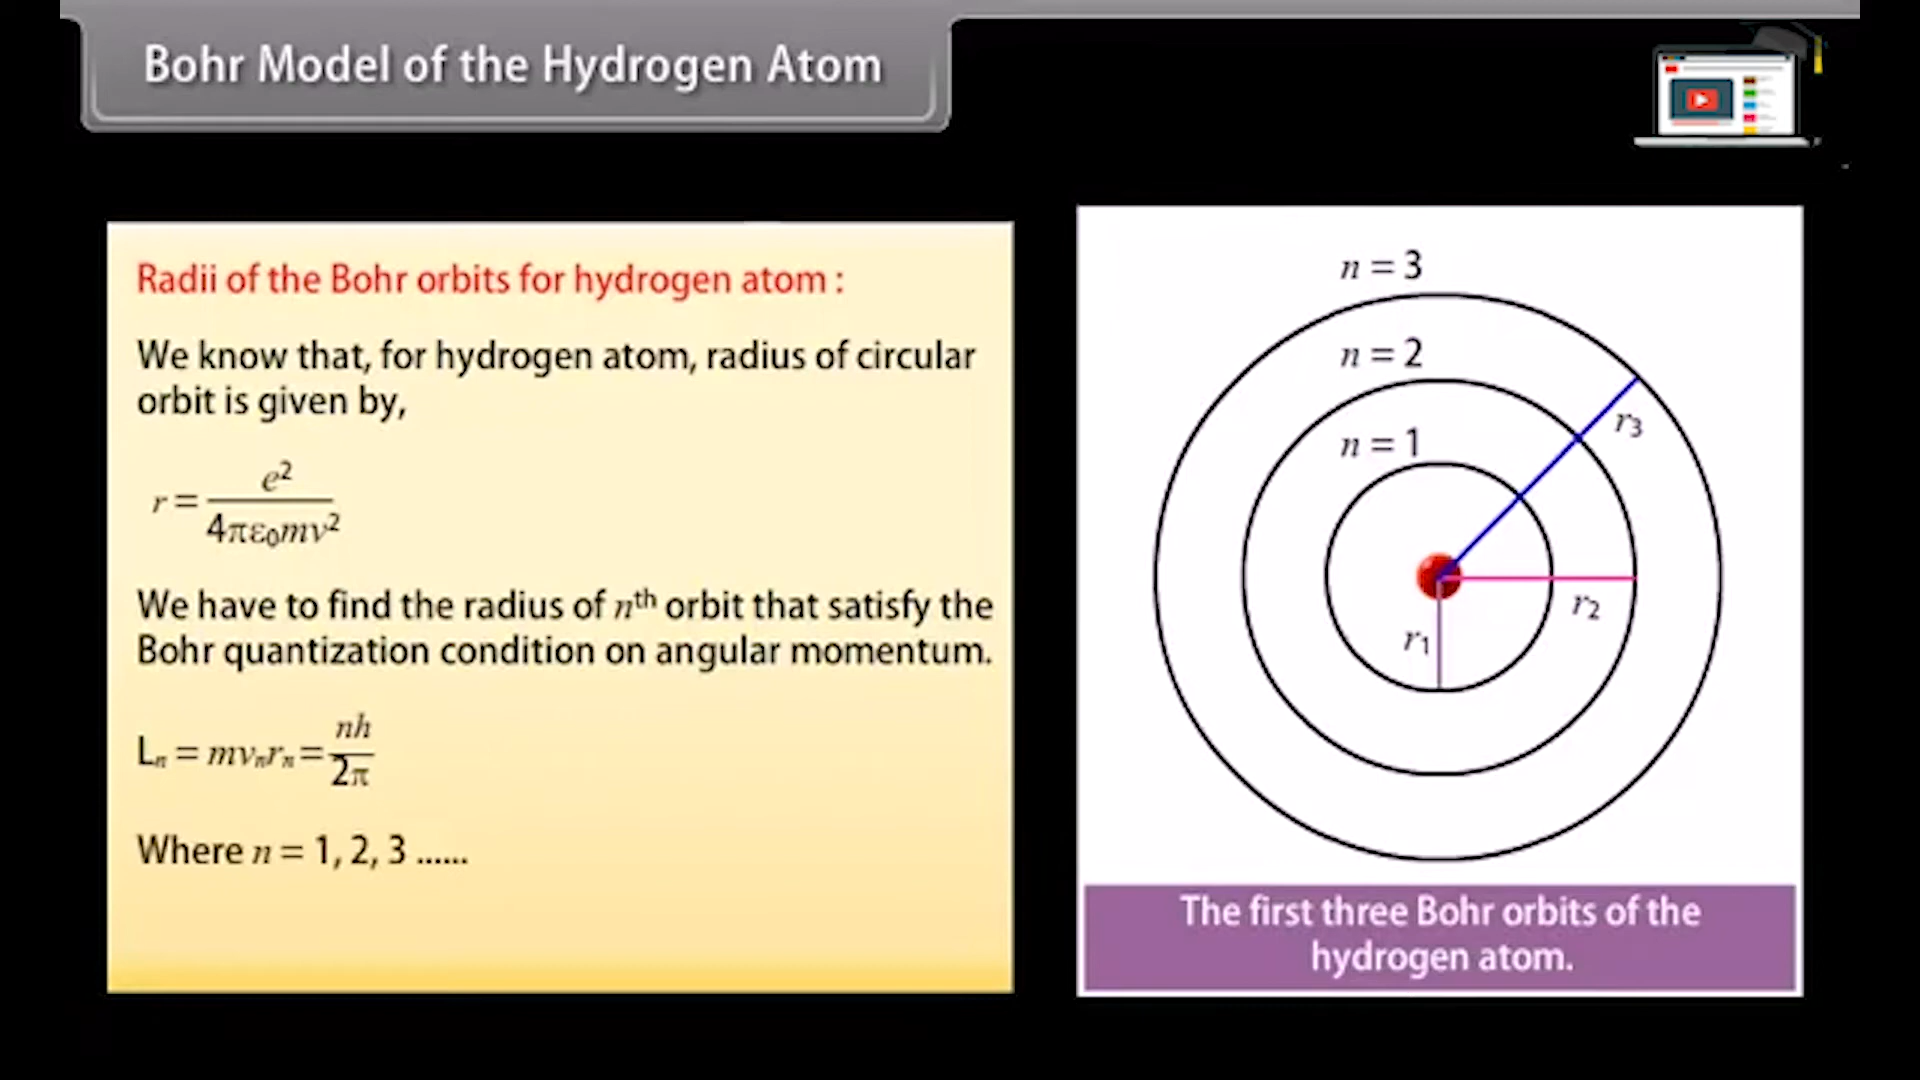 Bohr Model of the Hydrogen Atom
Radii of the Bohr orbits for hydrogen atom :
We know that, for hydrogen atom, radius of circular
orbit is given by,
r = e² / 4πε₀mv²
We have to find the radius of nᵗʰ orbit that satisfy the
Bohr quantization condition on angular momentum.
Lₙ = mvₙrₙ = nh / 2π
Where n = 1, 2, 3 ......
n = 3
n = 2
n = 1
r₃
r₂
r₁
The first three Bohr orbits of the
hydrogen atom.